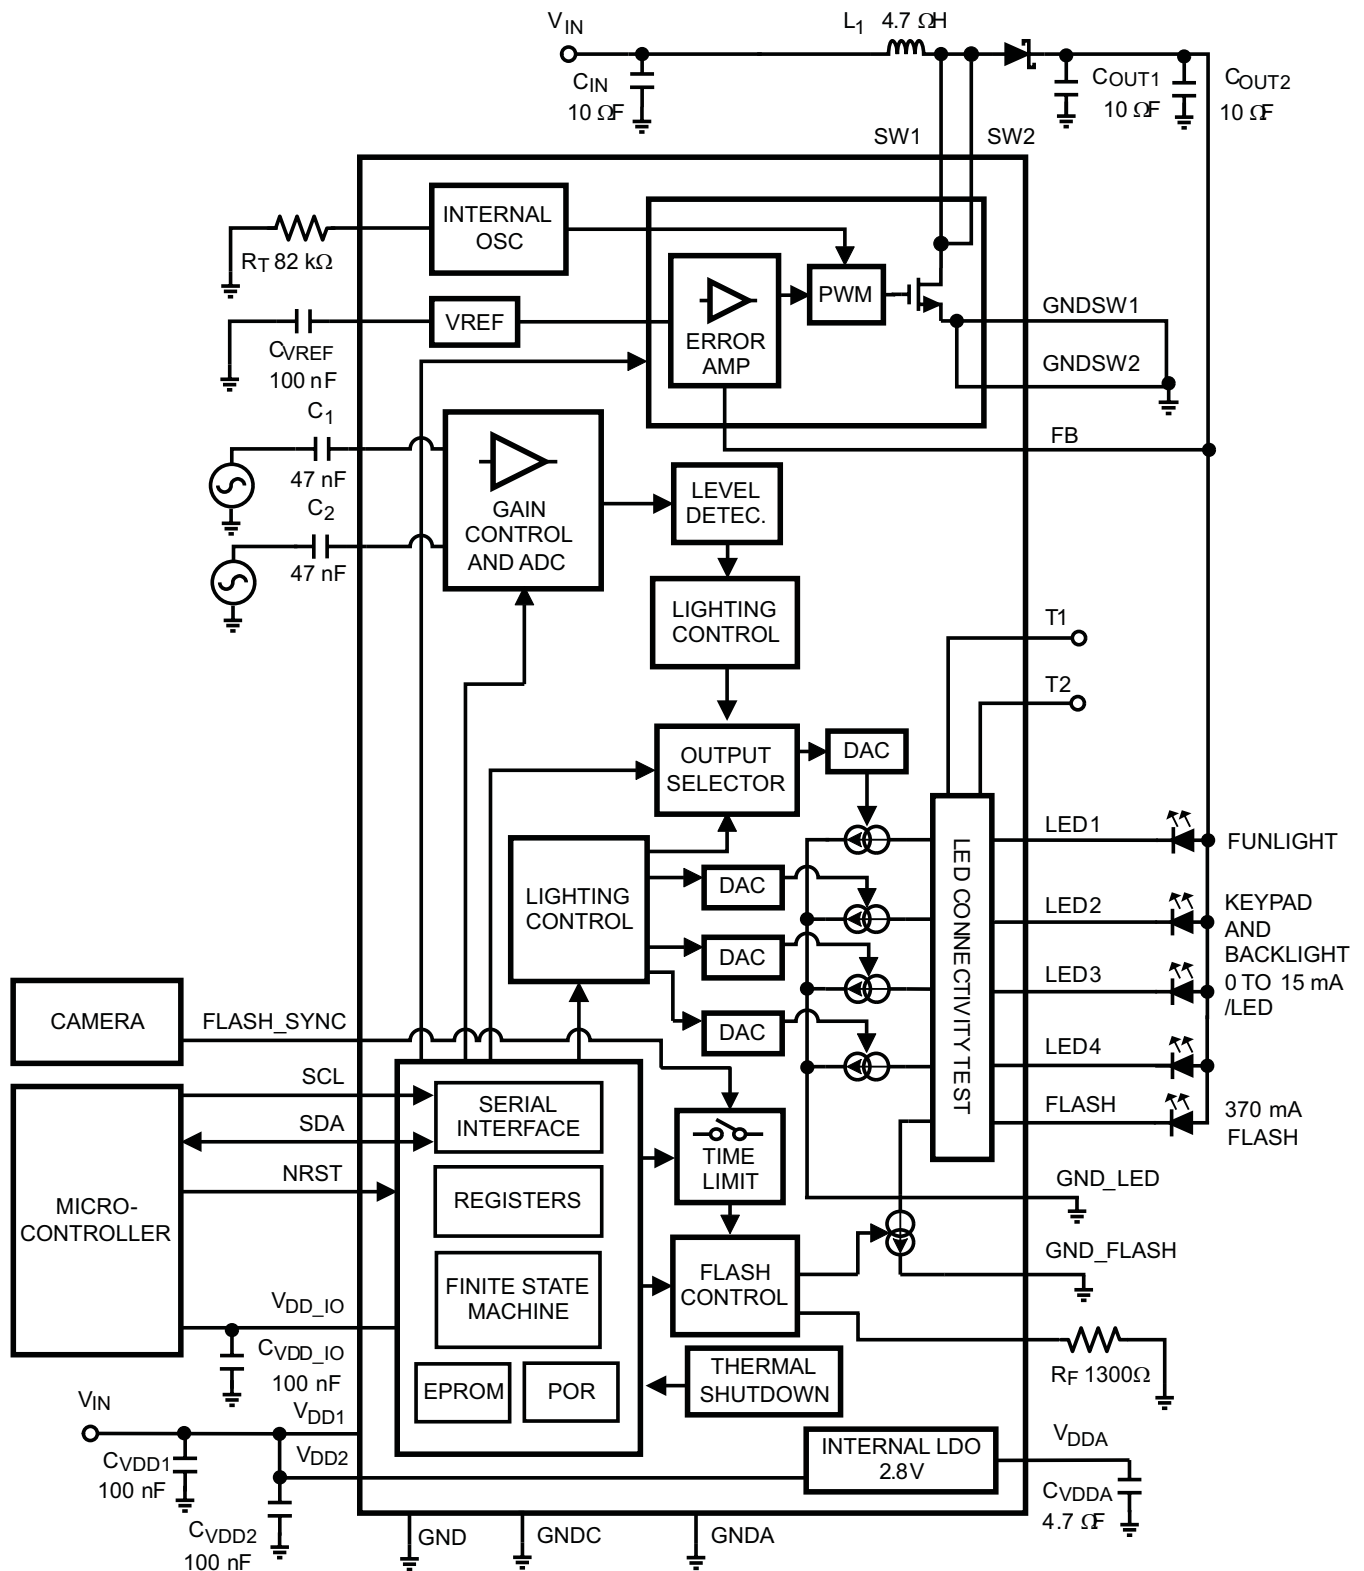 VIN
L1 4.7 ΩH
CIN
10 ΩF
COUT1
10 ΩF
COUT2
10 ΩF
SW1
SW2
INTERNAL
OSC
RT 82 kΩ
VREF
CVREF
100 nF
ERROR
AMP
PWM
GNDSW1
GNDSW2
FB
C1
47 nF
C2
47 nF
GAIN
CONTROL
AND ADC
LEVEL
DETEC.
LIGHTING
CONTROL
T1
T2
OUTPUT
SELECTOR
DAC
LED CONNECTIVITY TEST
LED1
FUNLIGHT
LIGHTING
CONTROL
DAC
LED2
KEYPAD
AND
BACKLIGHT
0 TO 15 mA
/LED
DAC
LED3
DAC
LED4
CAMERA
FLASH_SYNC
FLASH
370 mA
FLASH
MICRO-
CONTROLLER
SCL
SDA
NRST
SERIAL
INTERFACE
REGISTERS
FINITE STATE
MACHINE
EPROM
POR
TIME
LIMIT
GND_LED
FLASH
CONTROL
GND_FLASH
VDD_IO
CVDD_IO
100 nF
THERMAL
SHUTDOWN
RF 1300Ω
VIN
VDD1
VDD2
CVDD1
100 nF
CVDD2
100 nF
INTERNAL LDO
2.8V
VDDA
CVDDA
4.7 ΩF
GND
GNDC
GNDA